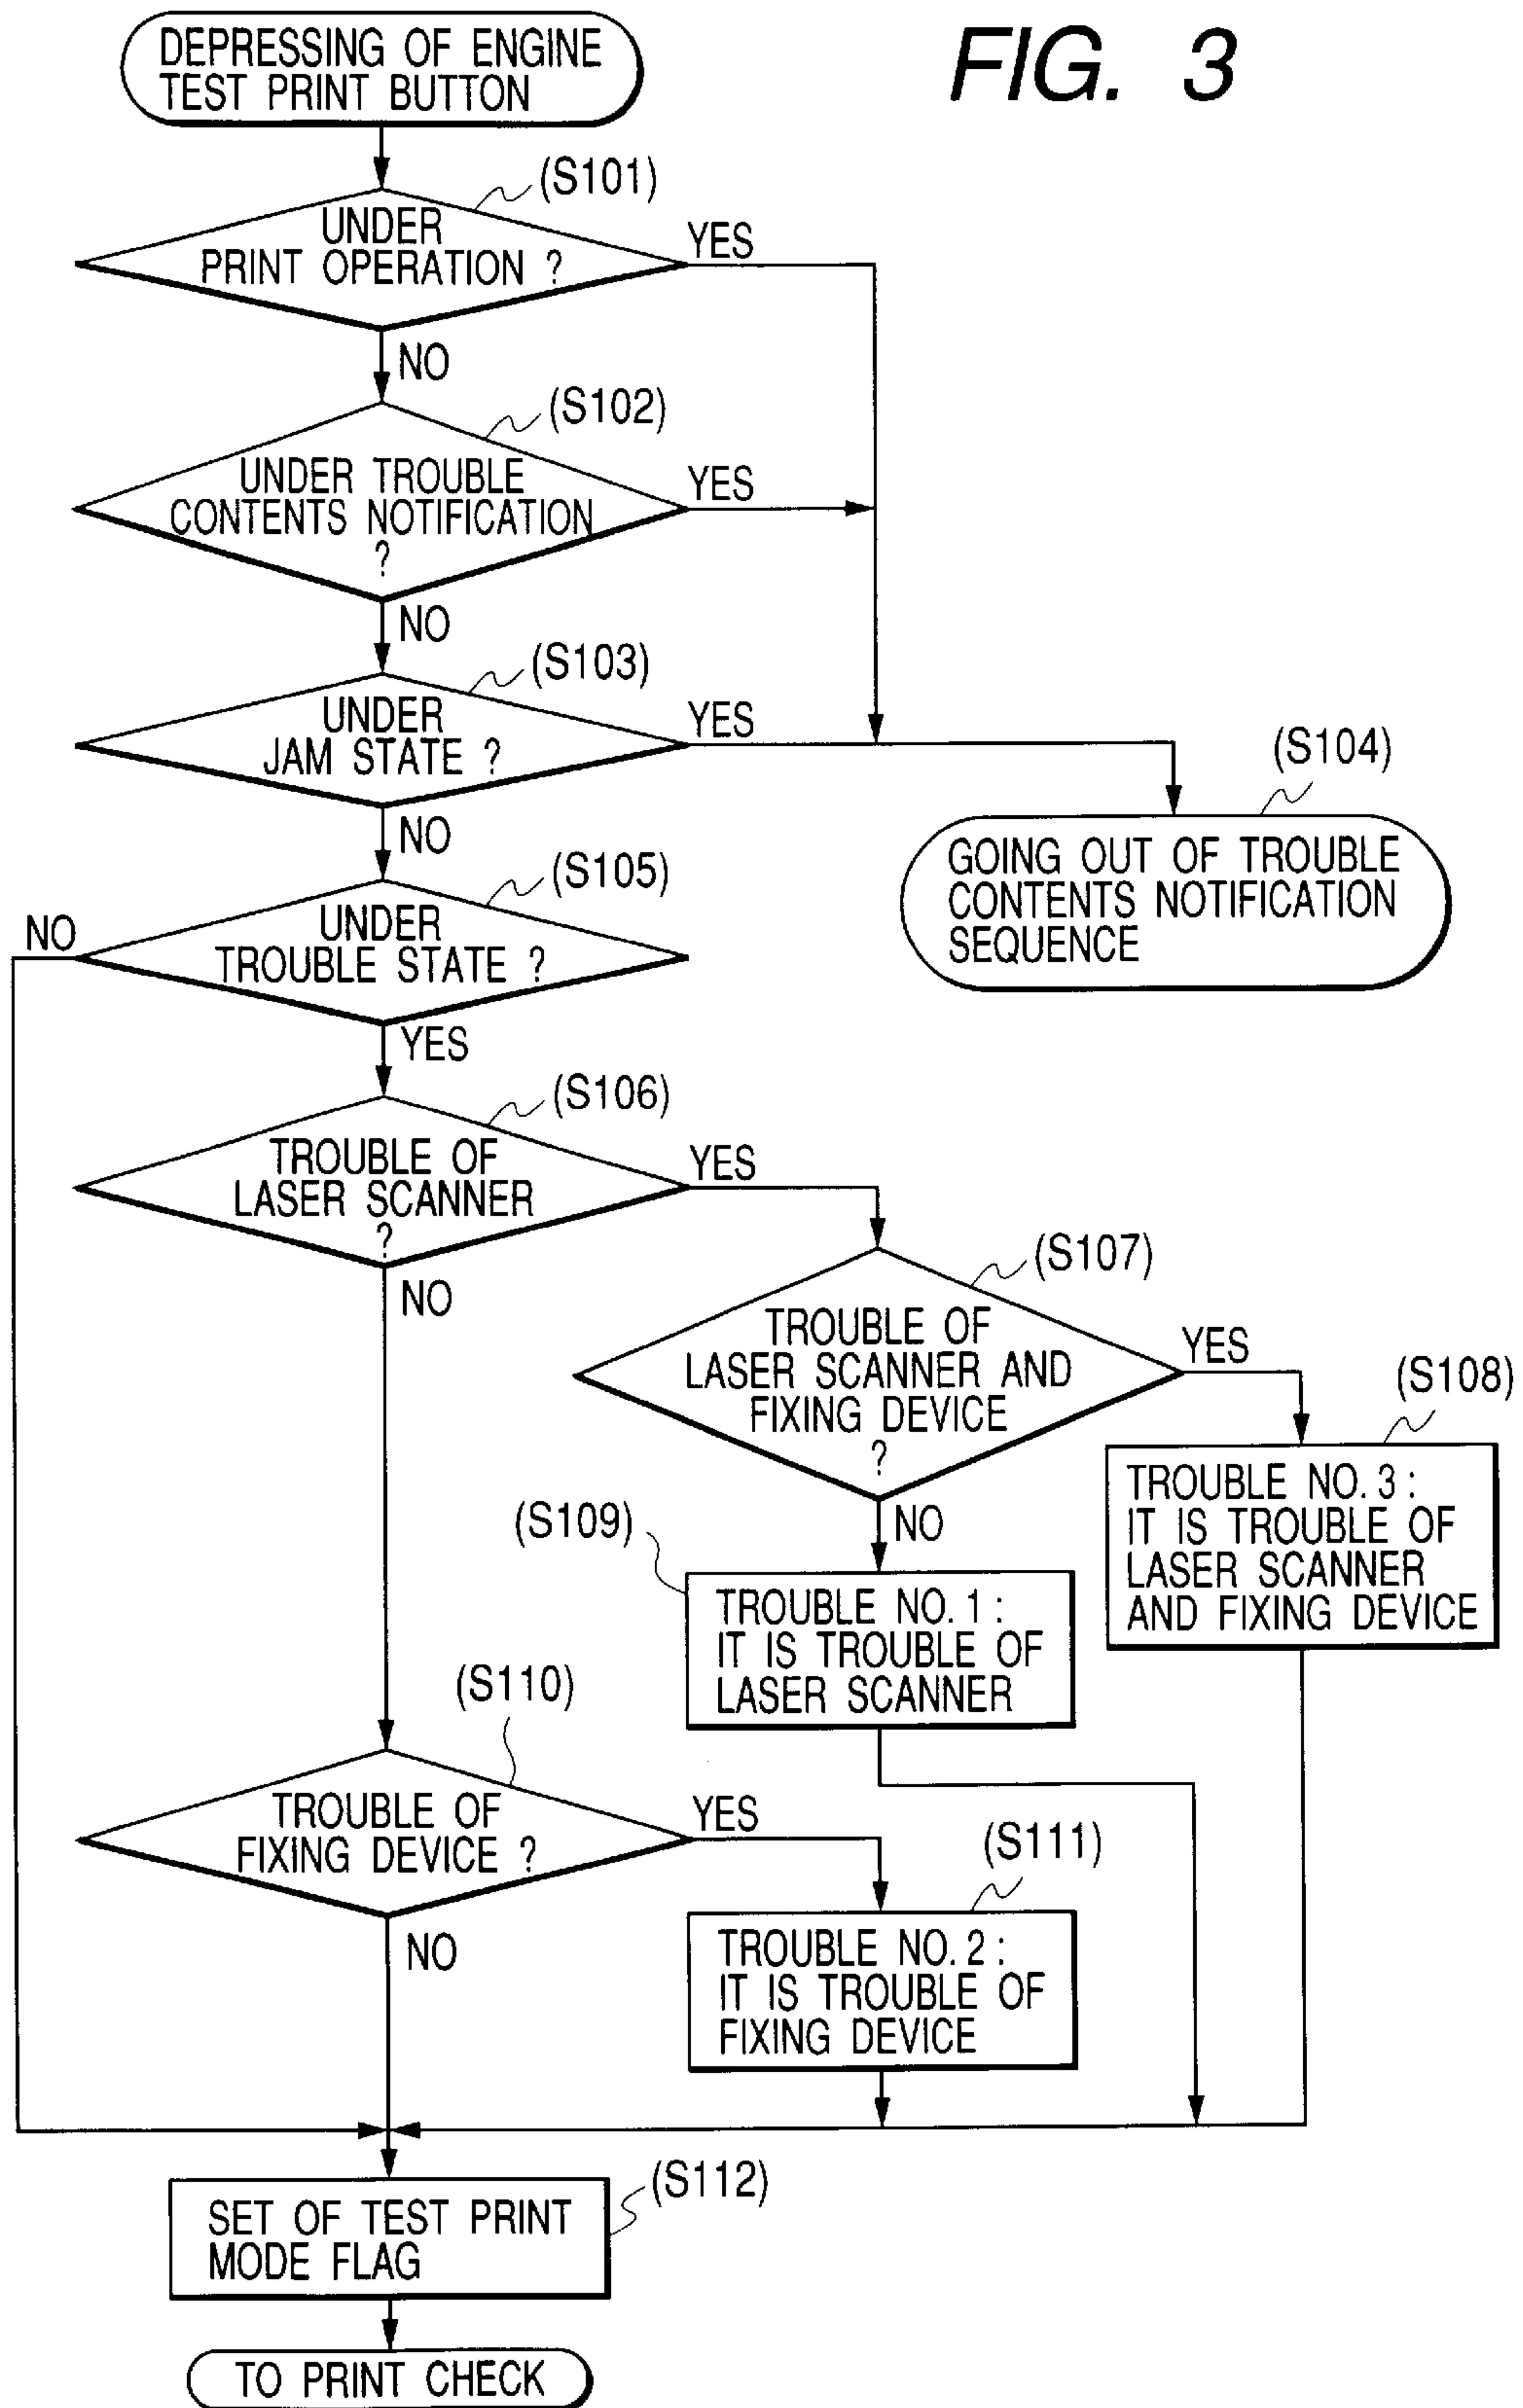 FIG. 3
DEPRESSING OF ENGINE
TEST PRINT BUTTON
(S101)
UNDER
PRINT OPERATION ?
YES
NO
(S102)
UNDER TROUBLE
CONTENTS NOTIFICATION
?
YES
NO
(S103)
UNDER
JAM STATE ?
YES
NO
(S104)
GOING OUT OF TROUBLE
CONTENTS NOTIFICATION
SEQUENCE
(S105)
UNDER
TROUBLE STATE ?
NO
YES
(S106)
TROUBLE OF
LASER SCANNER
?
YES
NO
(S107)
TROUBLE OF
LASER SCANNER AND
FIXING DEVICE
?
YES
NO
(S108)
TROUBLE NO. 3 :
IT IS TROUBLE OF
LASER SCANNER
AND FIXING DEVICE
(S109)
TROUBLE NO. 1 :
IT IS TROUBLE OF
LASER SCANNER
(S110)
TROUBLE OF
FIXING DEVICE ?
YES
NO
(S111)
TROUBLE NO. 2 :
IT IS TROUBLE OF
FIXING DEVICE
(S112)
SET OF TEST PRINT
MODE FLAG
TO PRINT CHECK